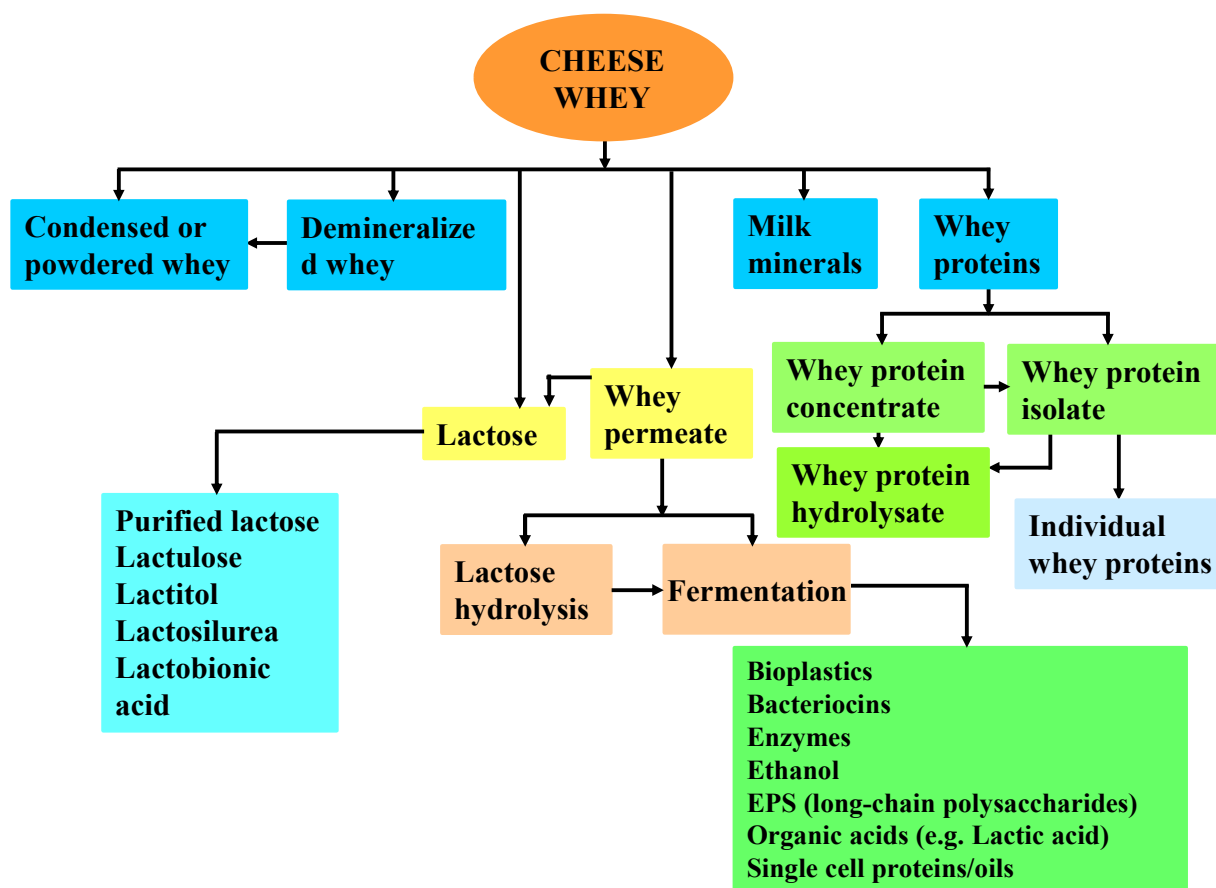 CHEESE
WHEY
Condensed or
powdered whey
Demineralize
d whey
Milk
minerals
Whey
proteins
Whey protein
concentrate
Whey protein
isolate
Lactose
Whey
permeate
Whey protein
hydrolysate
Individual
whey proteins
Purified lactose
Lactulose
Lactitol
Lactosilurea
Lactobionic
acid
Lactose
hydrolysis
Fermentation
Bioplastics
Bacteriocins
Enzymes
Ethanol
EPS (long-chain polysaccharides)
Organic acids (e.g. Lactic acid)
Single cell proteins/oils